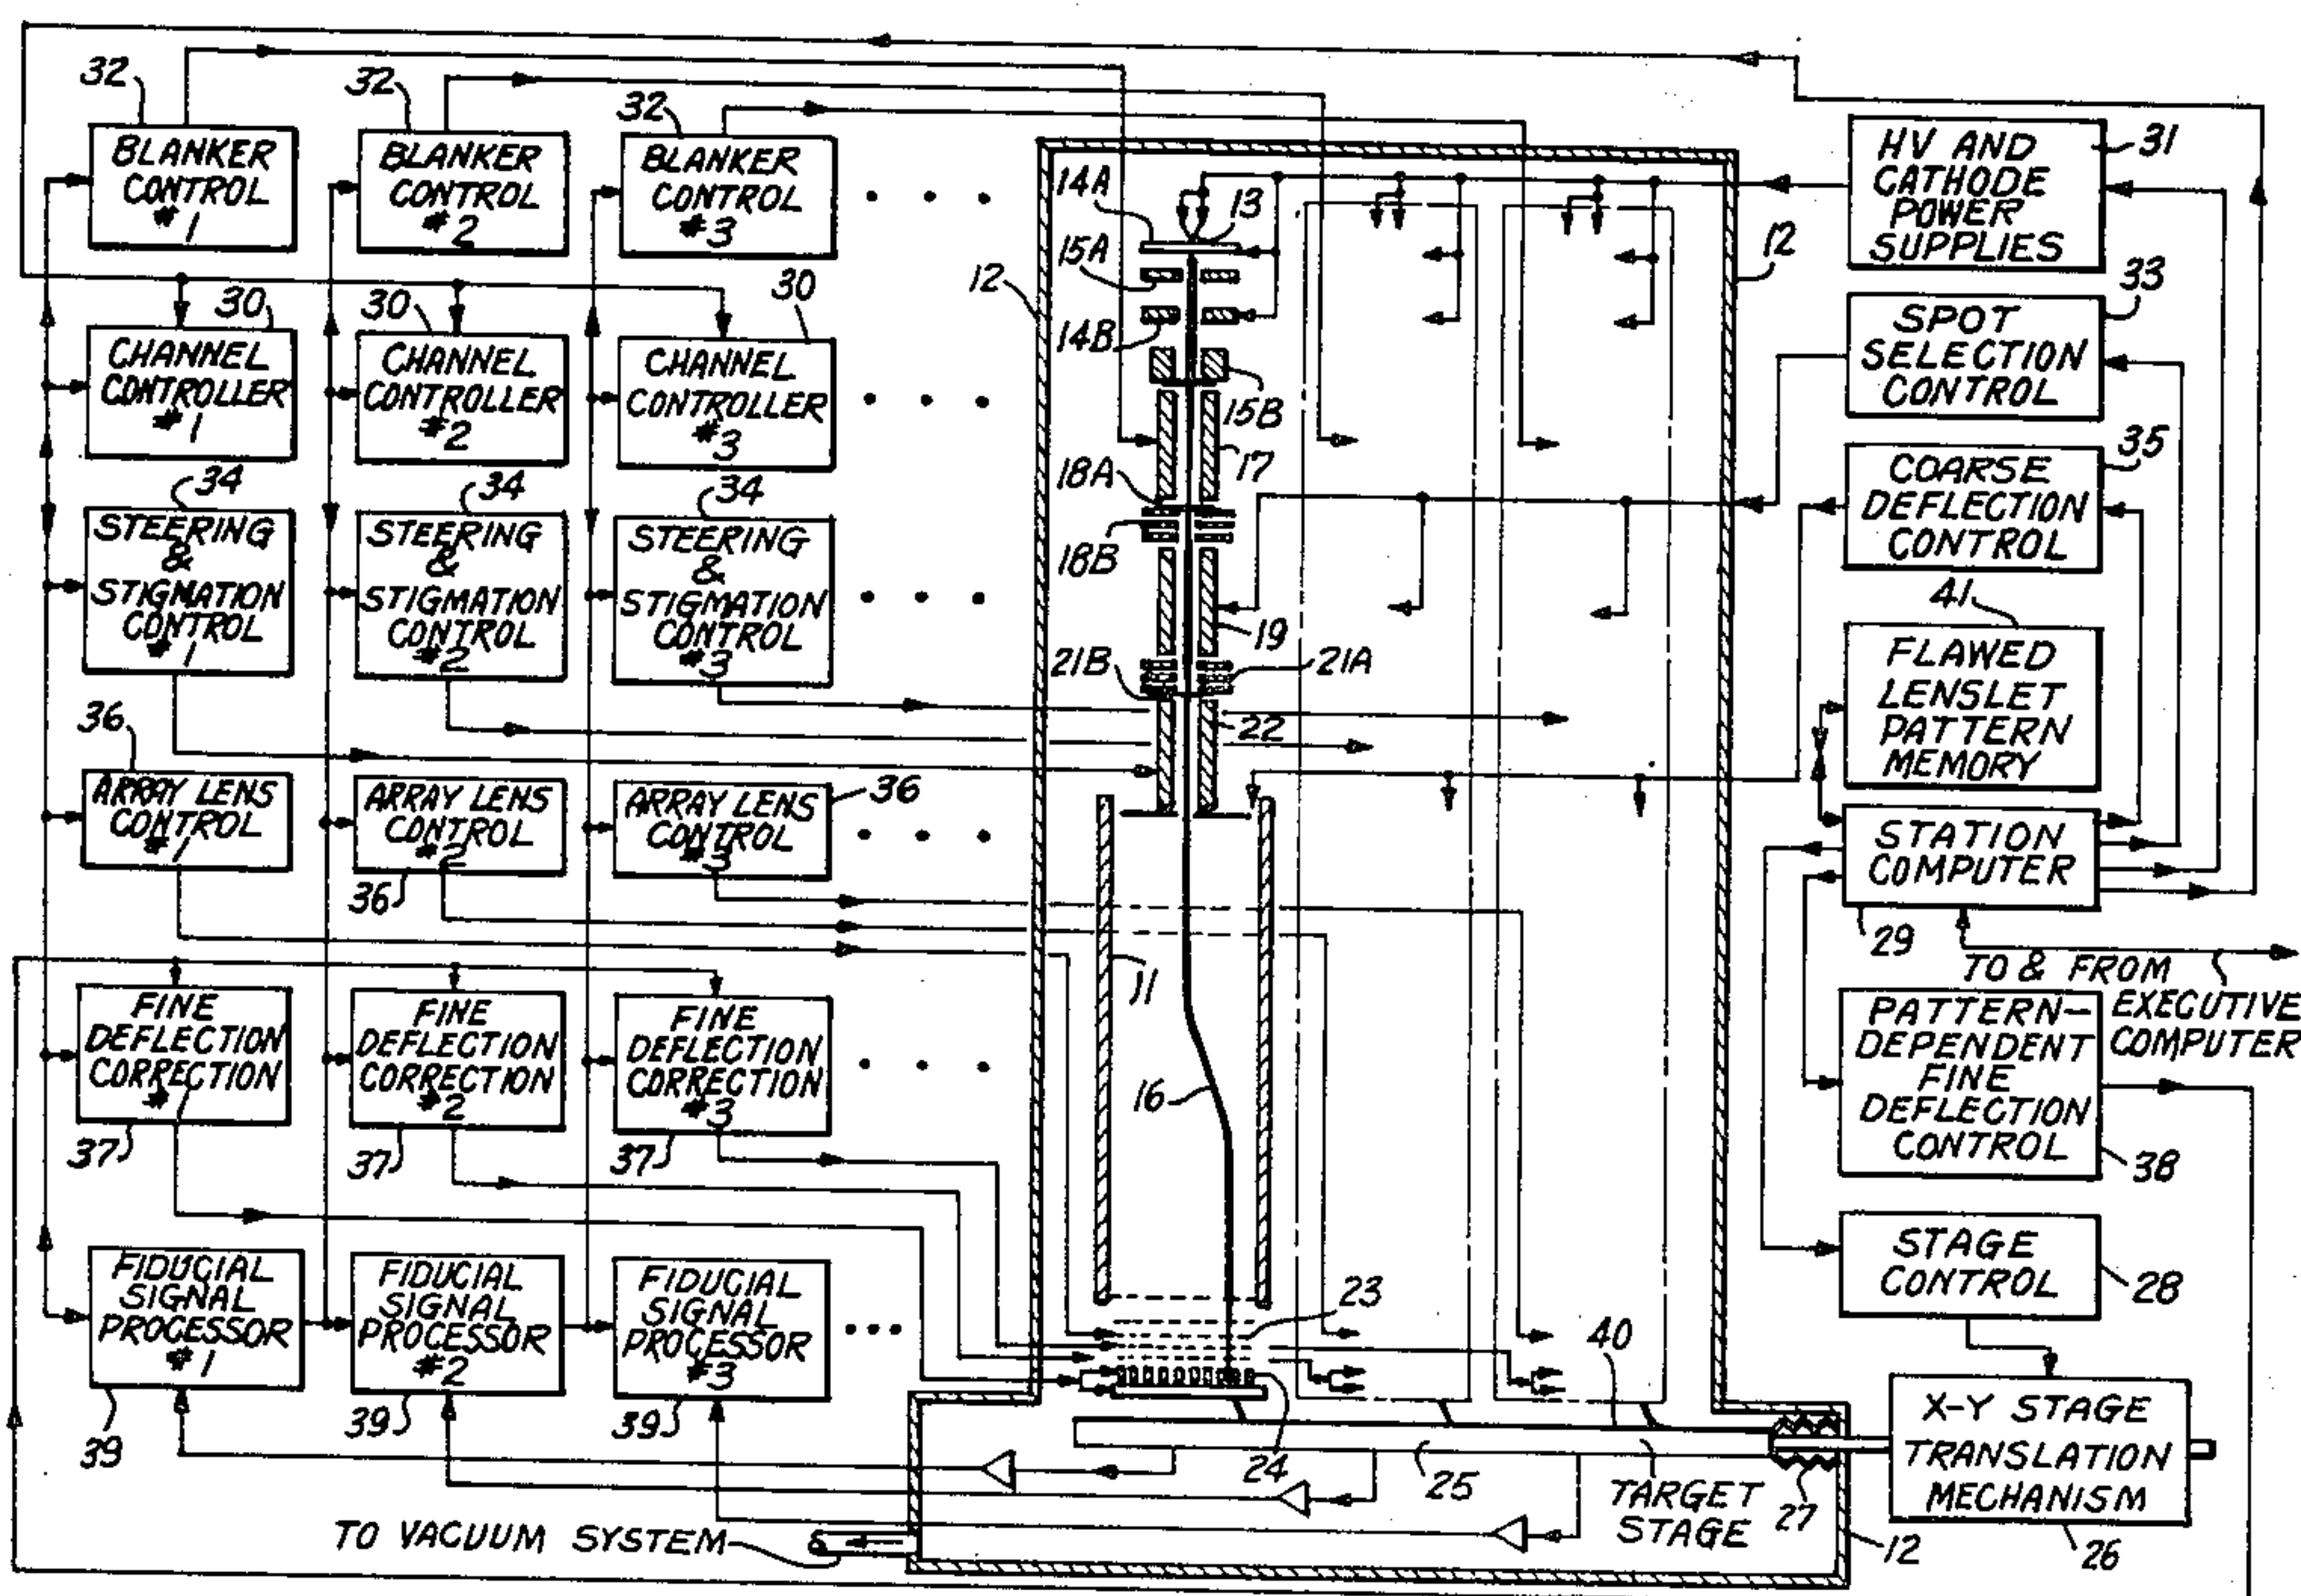 32
BLANKER
CONTROL
#1
32
BLANKER
CONTROL
#2
32
BLANKER
CONTROL
#3
30
CHANNEL
CONTROLLER
#1
30
CHANNEL
CONTROLLER
#2
30
CHANNEL
CONTROLLER
#3
34
STEERING
&
STIGMATION
CONTROL
#1
34
STEERING
&
STIGMATION
CONTROL
#2
34
STEERING
&
STIGMATION
CONTROL
#3
36
ARRAY LENS
CONTROL
#1
ARRAY LENS
CONTROL
#2
36
ARRAY LENS
CONTROL
#3
36
FINE
DEFLECTION
CORRECTION
#1
37
FINE
DEFLECTION
CORRECTION
#2
37
FINE
DEFLECTION
CORRECTION
#3
37
FIDUCIAL
SIGNAL
PROCESSOR
#1
39
FIDUCIAL
SIGNAL
PROCESSOR
#2
39
FIDUCIAL
SIGNAL
PROCESSOR
#3
39
TO VACUUM SYSTEM
12
14A
13
15A
14B
15B
17
18A
18B
19
21B
21A
22
11
16
23
24
25
40
TARGET
STAGE
27
12
12
HV AND
CATHODE
POWER
SUPPLIES
31
SPOT
SELECTION
CONTROL
33
COARSE
DEFLECTION
CONTROL
35
41
FLAWED
LENSLET
PATTERN
MEMORY
STATION
COMPUTER
29
TO & FROM
EXECUTIVE
COMPUTER
PATTERN-
DEPENDENT
FINE
DEFLECTION
CONTROL
38
STAGE
CONTROL
28
X-Y STAGE
TRANSLATION
MECHANISM
26